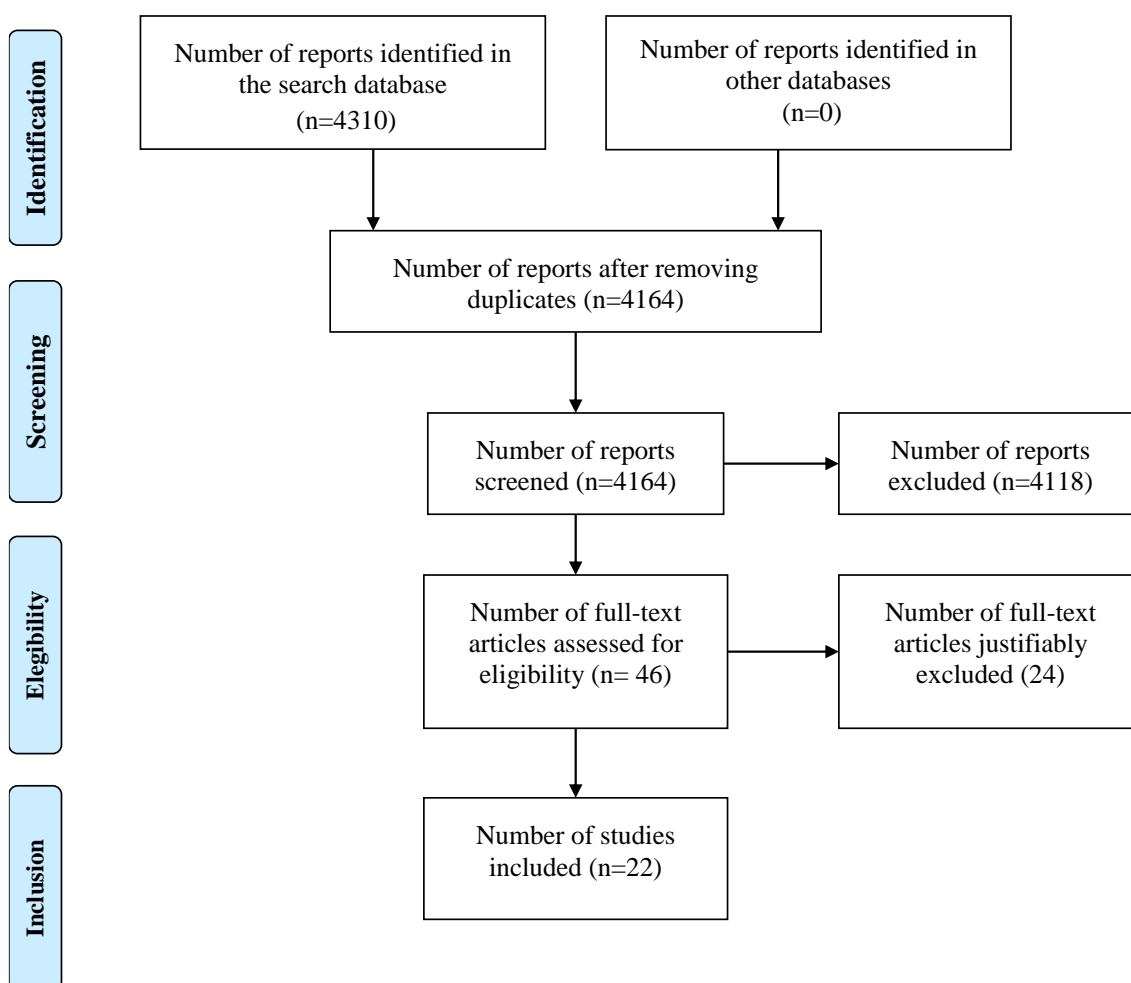 Identification
Number of reports identified in
the search database
(n=4310)
Number of reports identified in
other databases
(n=0)
Number of reports after removing
duplicates (n=4164)
Screening
Number of reports
screened (n=4164)
Number of reports
excluded (n=4118)
Elegibility
Number of full-text
articles assessed for
eligibility (n= 46)
Number of full-text
articles justifiably
excluded (24)
Inclusion
Number of studies
included (n=22)